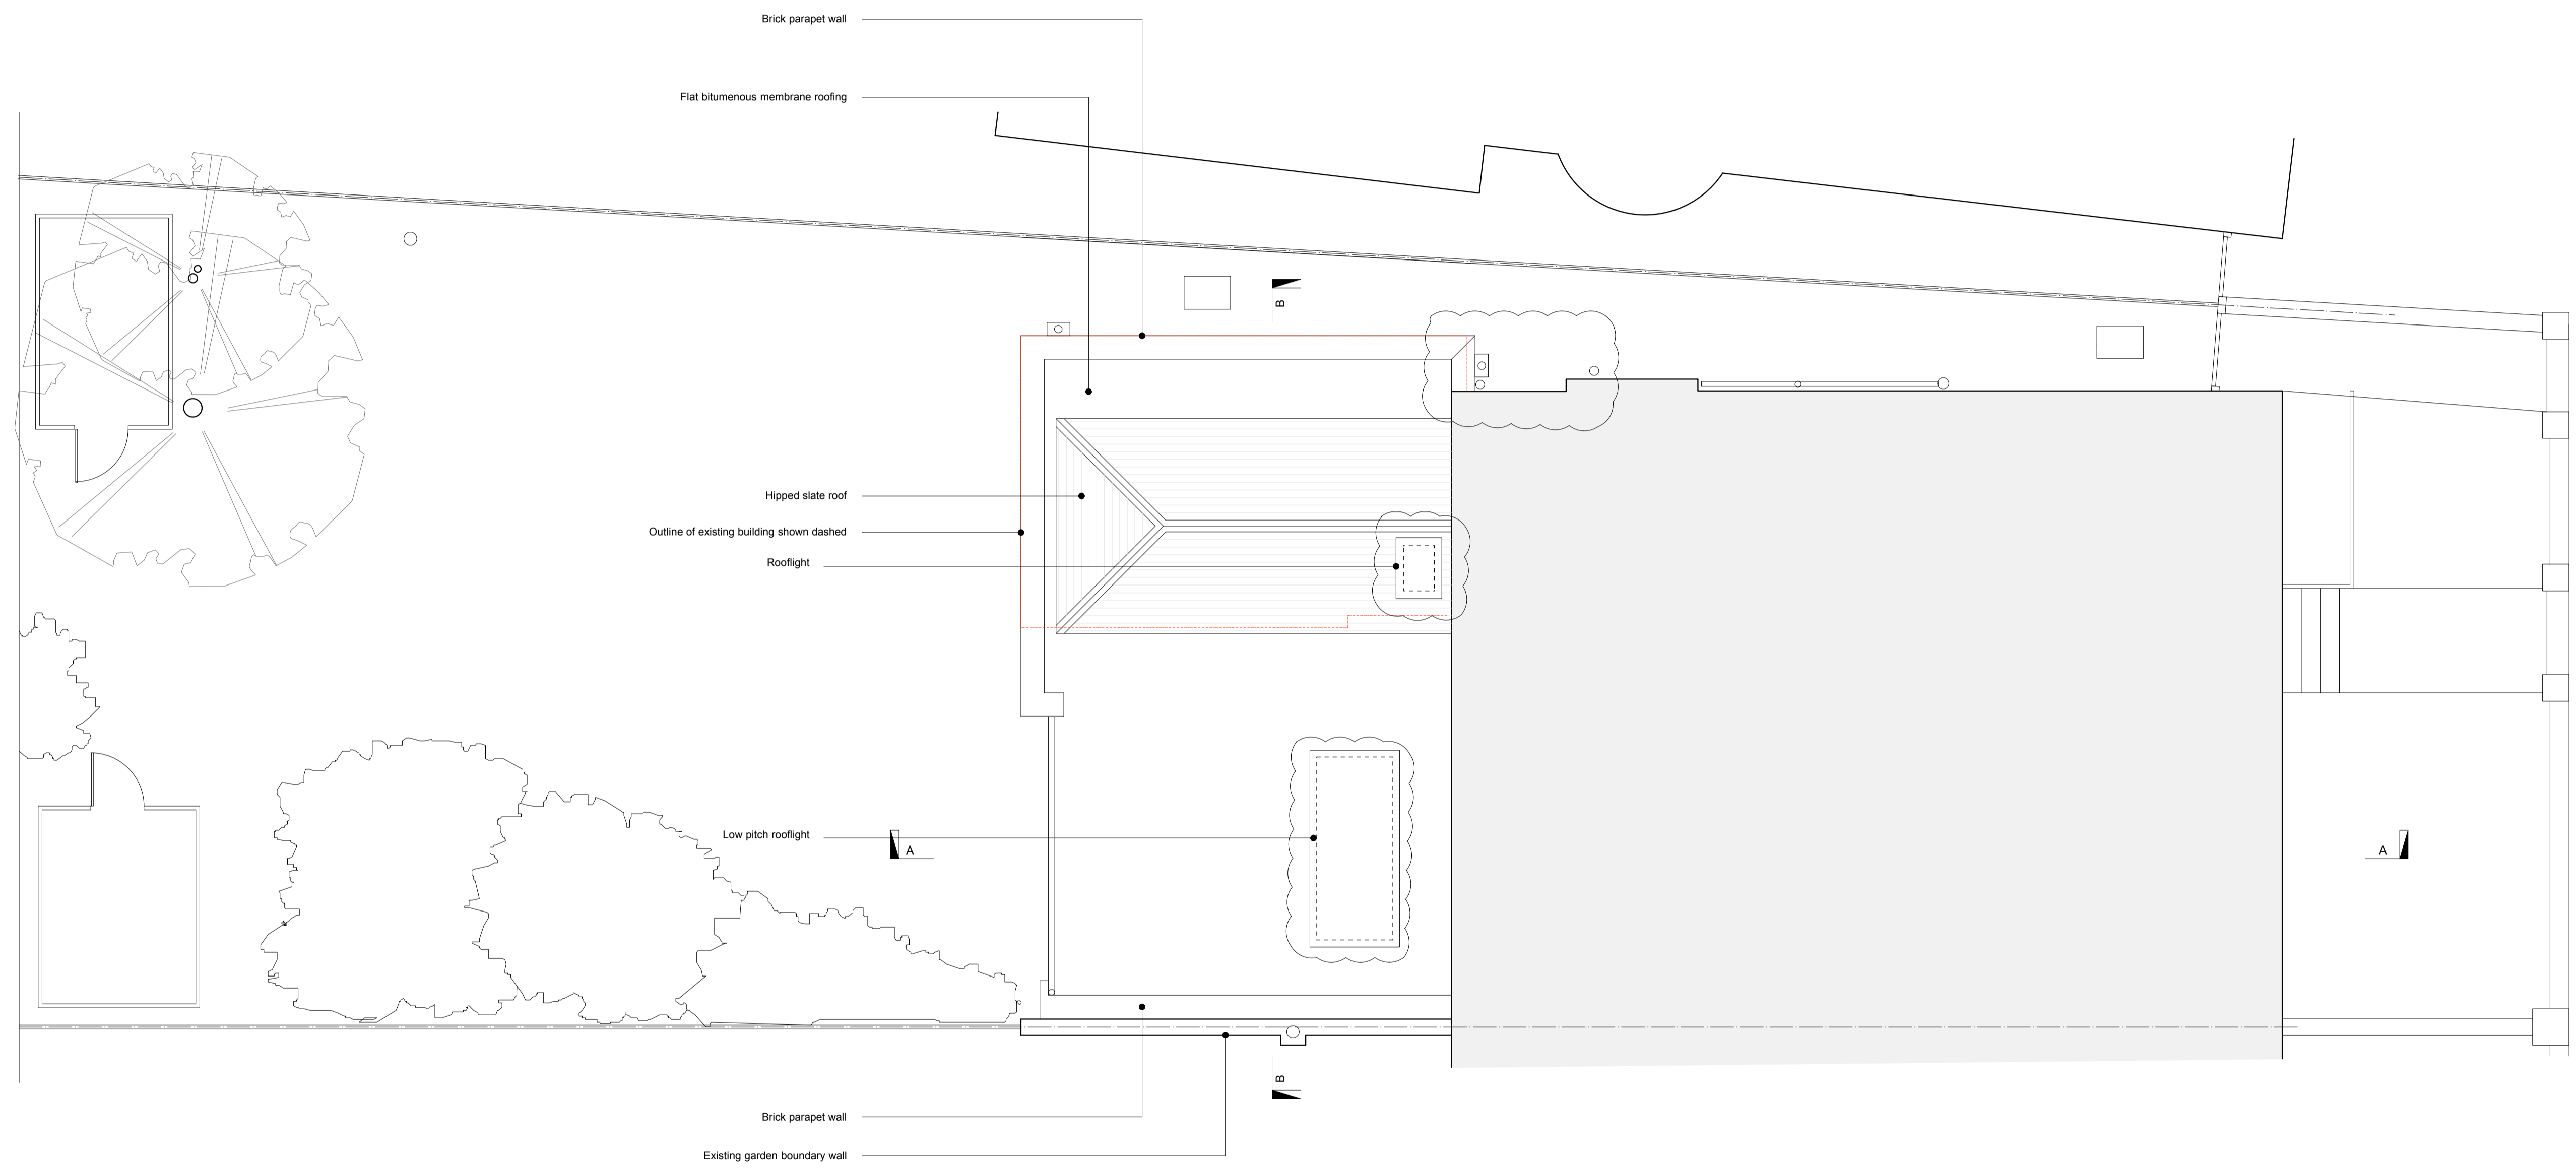 Brick parapet wall
Flat bitumenous membrane roofing
B
Hipped slate roof
Outline of existing building shown dashed
Rooflight
Low pitch rooflight
A
A
B
Brick parapet wall
Existing garden boundary wall